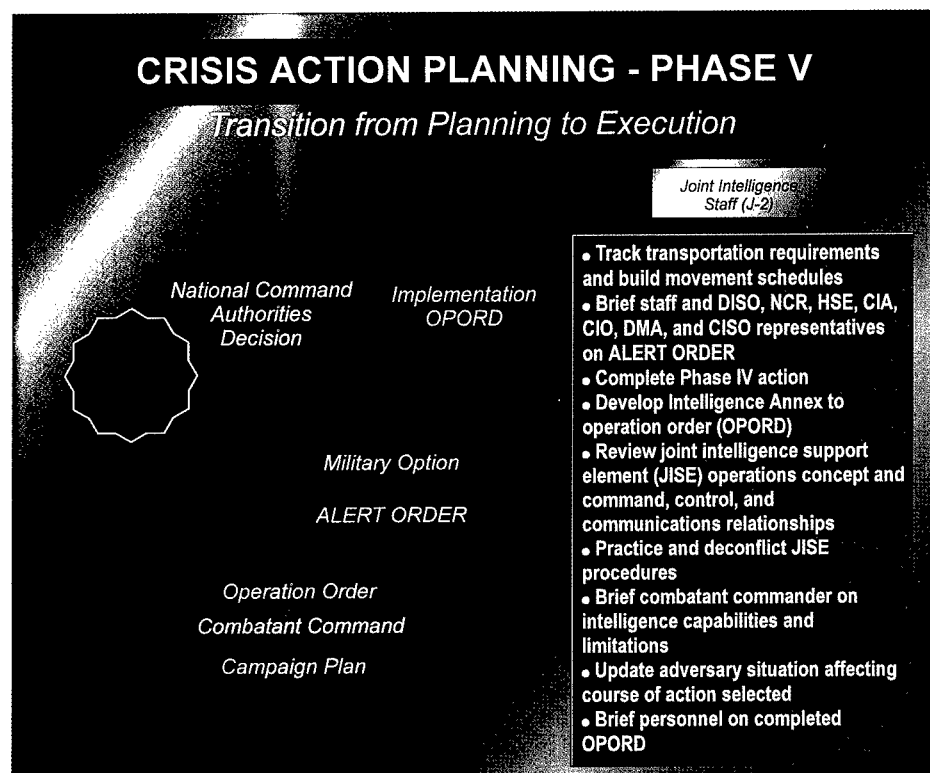 CRISIS ACTION PLANNING - PHASE V
Transition from Planning to Execution
Joint Intelligence
Staff (J-2)
National Command
Authorities
Decision
Implementation
OPORD
Military Option
ALERT ORDER
Operation Order
Combatant Command
Campaign Plan
• Track transportation requirements
and build movement schedules
• Brief staff and DISO, NCR, HSE, CIA,
CIO, DMA, and CISO representatives
on ALERT ORDER
• Complete Phase IV action
• Develop Intelligence Annex to
operation order (OPORD)
• Review joint intelligence support
element (JISE) operations concept and
command, control, and
communications relationships
• Practice and deconflict JISE
procedures
• Brief combatant commander on
intelligence capabilities and
limitations
• Update adversary situation affecting
course of action selected
• Brief personnel on completed
OPORD